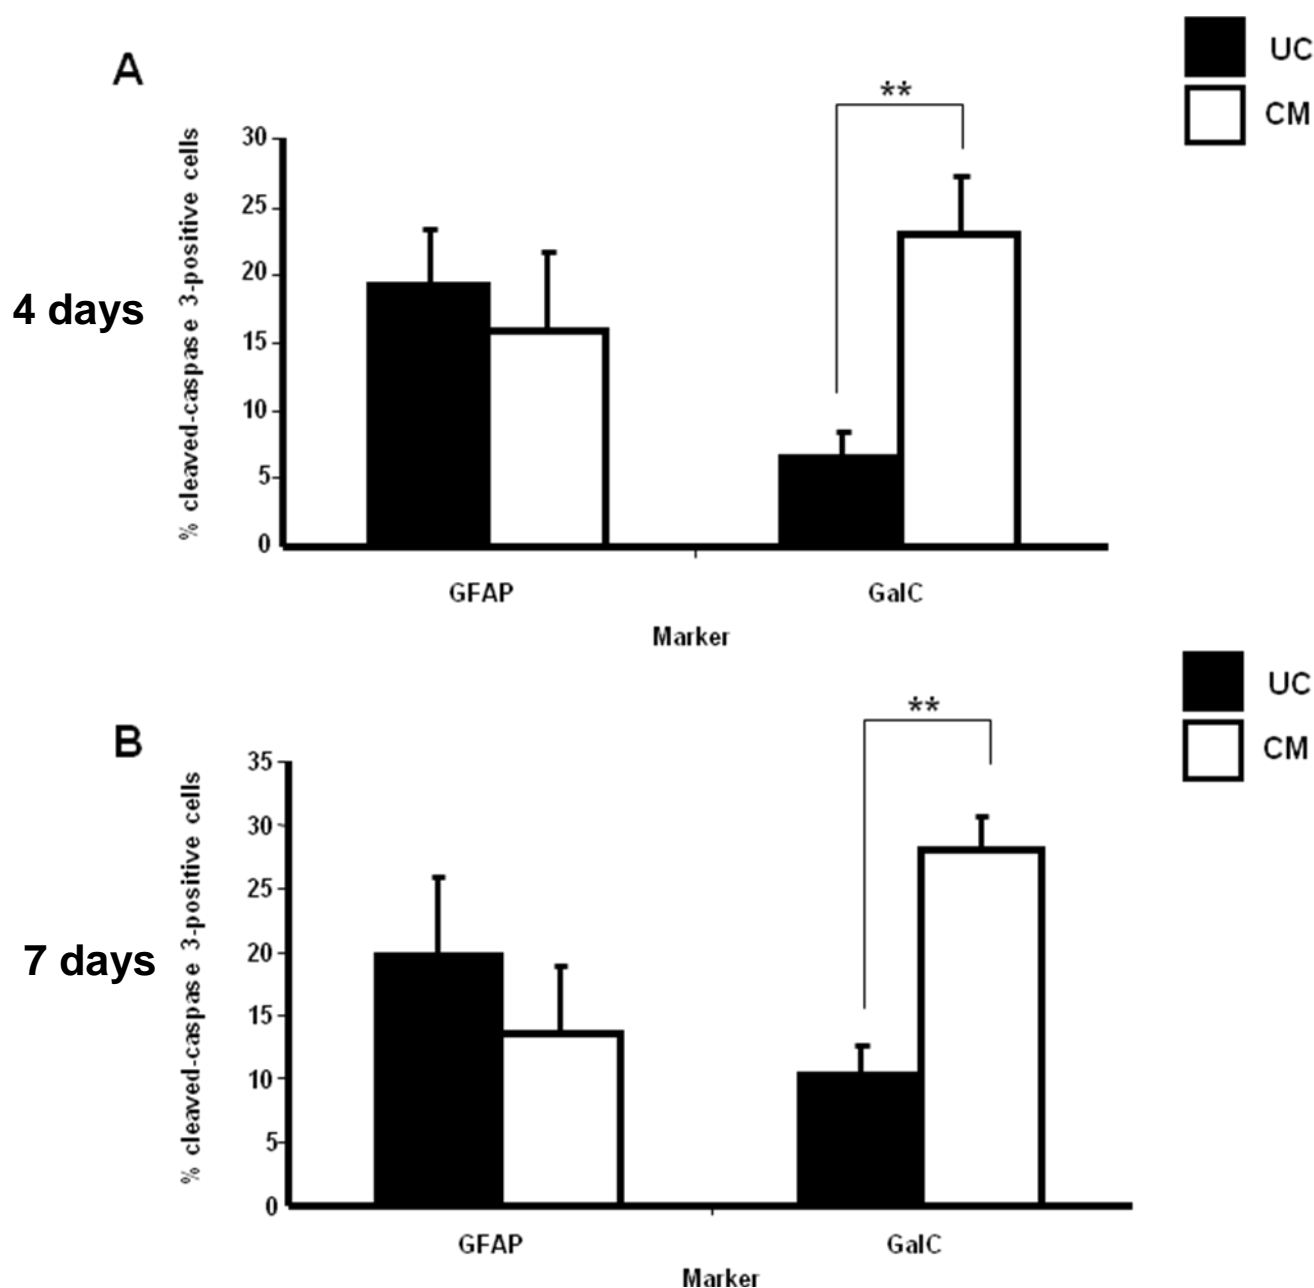 A
UC
CM
**
% cleaved-caspase 3-positive cells
30
25
20
15
10
5
0
4 days
GFAP
GalC
Marker
B
UC
CM
**
% cleaved-caspase 3-positive cells
35
30
25
20
15
10
5
0
7 days
GFAP
GalC
Marker